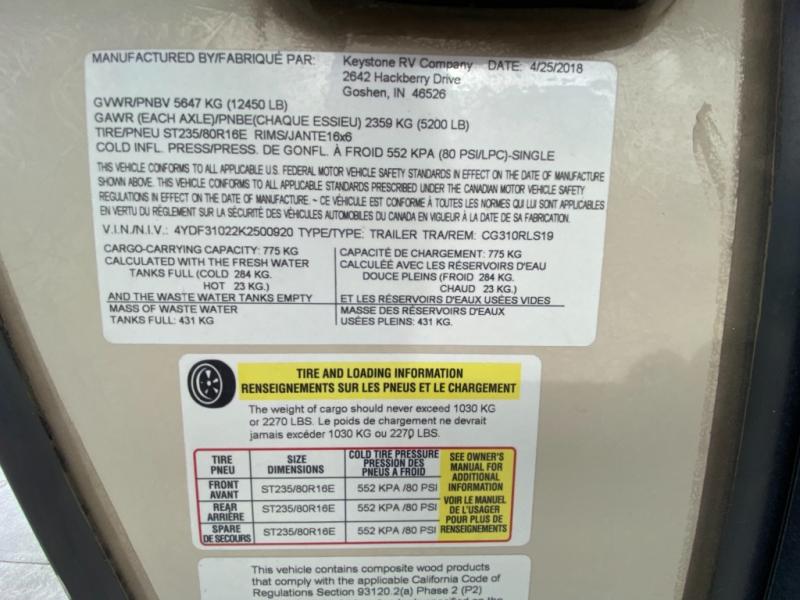 MANUFACTURED BY/FABRIQUÉ PAR: Keystone RV Company DATE: 4/25/2018
2642 Hackberry Drive
Goshen, IN 46526
GVWR/PNBV 5647 KG (12450 LB)
GAWR (EACH AXLE)/PNBE(CHAQUE ESSIEU) 2359 KG (5200 LB)
TIRE/PNEU ST235/80R16E RIMS/JANTE16x6
COLD INFL. PRESS/PRESS. DE GONFL. À FROID 552 KPA (80 PSI/LPC)-SINGLE
THIS VEHICLE CONFORMS TO ALL APPLICABLE U.S. FEDERAL MOTOR VEHICLE SAFETY STANDARDS IN EFFECT ON THE DATE OF MANUFACTURE
SHOWN ABOVE. THIS VEHICLE CONFORMS TO ALL APPLICABLE STANDARDS PRESCRIBED UNDER THE CANADIAN MOTOR VEHICLE SAFETY
REGULATIONS IN EFFECT ON THE DATE OF MANUFACTURE. ~ CE VÉHICULE EST CONFORME À TOUTES LES NORMES QUI LUI SONT APPLICABLES
EN VERTU DU RÈGLEMENT SUR LA SÉCURITÉ DES VÉHICULES AUTOMOBILES DU CANADA EN VIGUEUR À LA DATE DE SA FABRICATION.
V.I.N./N.I.V.: 4YDF31022K2500920 TYPE/TYPE: TRAILER TRA/REM: CG310RLS19
CARGO-CARRYING CAPACITY: 775 KG
CALCULATED WITH THE FRESH WATER
TANKS FULL (COLD 284 KG.
HOT 23 KG.)
AND THE WASTE WATER TANKS EMPTY
MASS OF WASTE WATER
TANKS FULL: 431 KG
CAPACITÉ DE CHARGEMENT: 775 KG
CALCULÉE AVEC LES RÉSERVOIRS D'EAU
DOUCE PLEINS (FROID 284 KG.
CHAUD 23 KG.)
ET LES RÉSERVOIRS D'EAUX USÉES VIDES
MASSE DES RÉSERVOIRS D'EAUX
USÉES PLEINS: 431 KG.
TIRE AND LOADING INFORMATION
RENSEIGNEMENTS SUR LES PNEUS ET LE CHARGEMENT
The weight of cargo should never exceed 1030 KG
or 2270 LBS. Le poids de chargement ne devrait
jamais excéder 1030 KG ou 2270 LBS.
TIRE PNEU
SIZE DIMENSIONS
COLD TIRE PRESSURE
PRESSION DES
PNEUS A FROID
FRONT AVANT ST235/80R16E 552 KPA /80 PSI
REAR ARRIÈRE ST235/80R16E 552 KPA /80 PSI
SPARE DE SECOURS ST235/80R16E 552 KPA /80 PSI
SEE OWNER'S
MANUAL FOR
ADDITIONAL
INFORMATION
VOIR LE MANUEL
DE L'USAGER
POUR PLUS DE
RENSEIGNEMENTS
This vehicle contains composite wood products
that comply with the applicable California Code of
Regulations Section 93120.2(a) Phase 2 (P2)